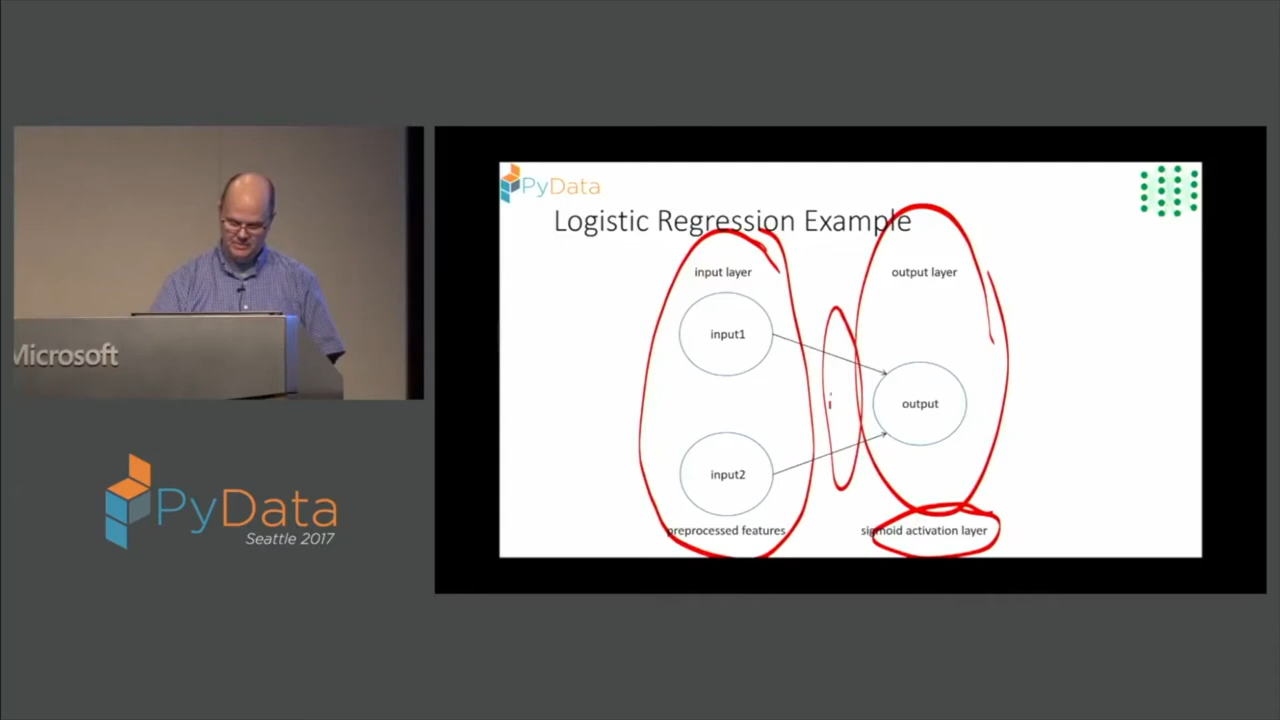 Microsoft
PyData
Seattle 2017
PyData
Logistic Regression Example
input layer
output layer
input1
output
input2
preprocessed features
sigmoid activation layer